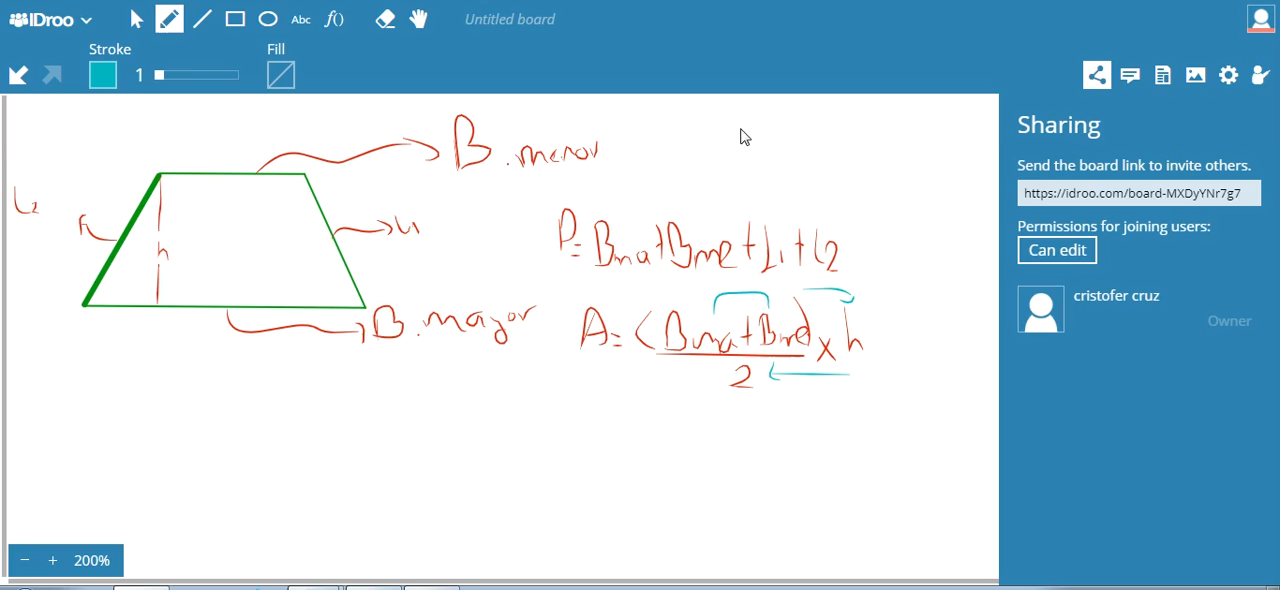 IDroo
Abc
f()
Untitled board
Stroke
1
Fill
Sharing
Send the board link to invite others.
https://idroo.com/board-MXDyYNr7g7
Permissions for joining users:
Can edit
cristofer cruz
Owner
B.menor
L2
L1
h
B.mayor
P=Bma+Bme+L1+L2
A=(Bma+Bme)xh
2
- + 200%